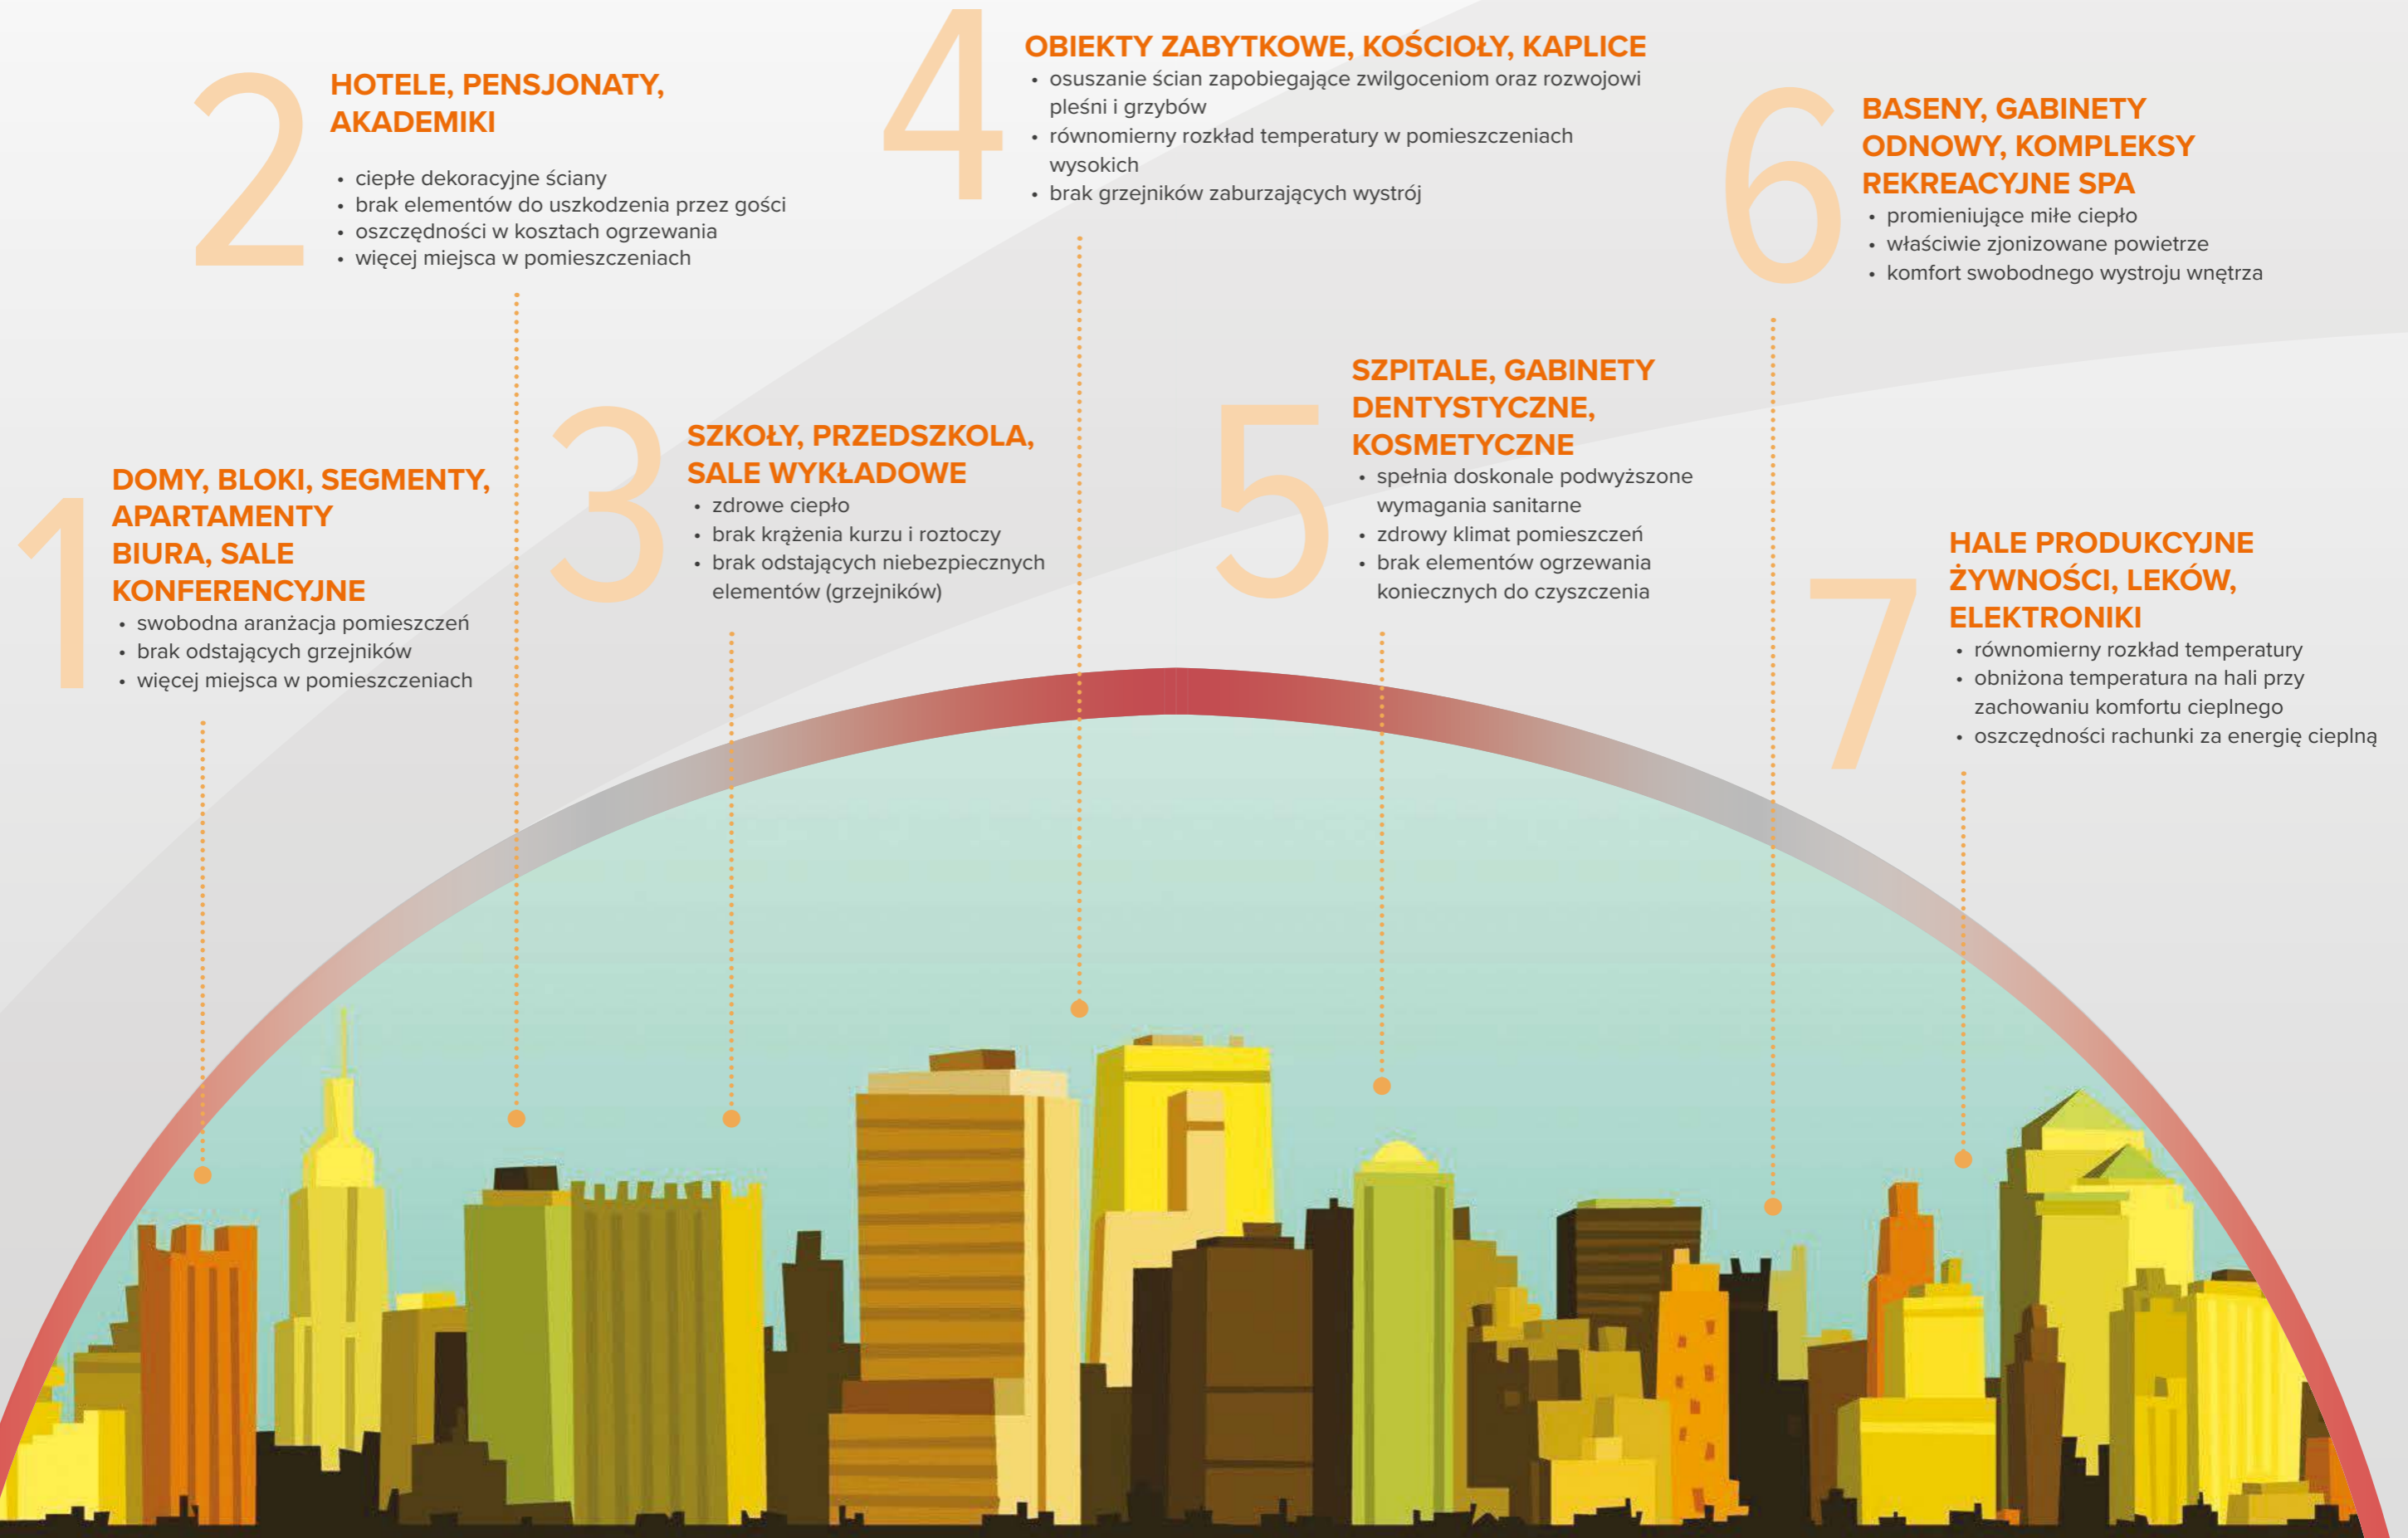 1
DOMY, BLOKI, SEGMENTY,
APARTAMENTY
BIURA, SALE
KONFERENCYJNE
• swobodna aranżacja pomieszczeń
• brak odstających grzejników
• więcej miejsca w pomieszczeniach
2
HOTELE, PENSJONATY,
AKADEMIKI
• ciepłe dekoracyjne ściany
• brak elementów do uszkodzenia przez gości
• oszczędności w kosztach ogrzewania
• więcej miejsca w pomieszczeniach
3
SZKOŁY, PRZEDSZKOLA,
SALE WYKŁADOWE
• zdrowe ciepło
• brak krążenia kurzu i roztoczy
• brak odstających niebezpiecznych
elementów (grzejników)
4
OBIEKTY ZABYTKOWE, KOŚCIOŁY, KAPLICE
• osuszanie ścian zapobiegające zwilgoceniom oraz rozwojowi
pleśni i grzybów
• równomierny rozkład temperatury w pomieszczeniach
wysokich
• brak grzejników zaburzających wystrój
5
SZPITALE, GABINETY
DENTYSTYCZNE,
KOSMETYCZNE
• spełnia doskonale podwyższone
wymagania sanitarne
• zdrowy klimat pomieszczeń
• brak elementów ogrzewania
koniecznych do czyszczenia
6
BASENY, GABINETY
ODNOWY, KOMPLEKSY
REKREACYJNE SPA
• promieniujące miłe ciepło
• właściwie zjonizowane powietrze
• komfort swobodnego wystroju wnętrza
7
HALE PRODUKCYJNE
ŻYWNOŚCI, LEKÓW,
ELEKTRONIKI
• równomierny rozkład temperatury
• obniżona temperatura na hali przy
zachowaniu komfortu cieplnego
• oszczędności rachunki za energię cieplną